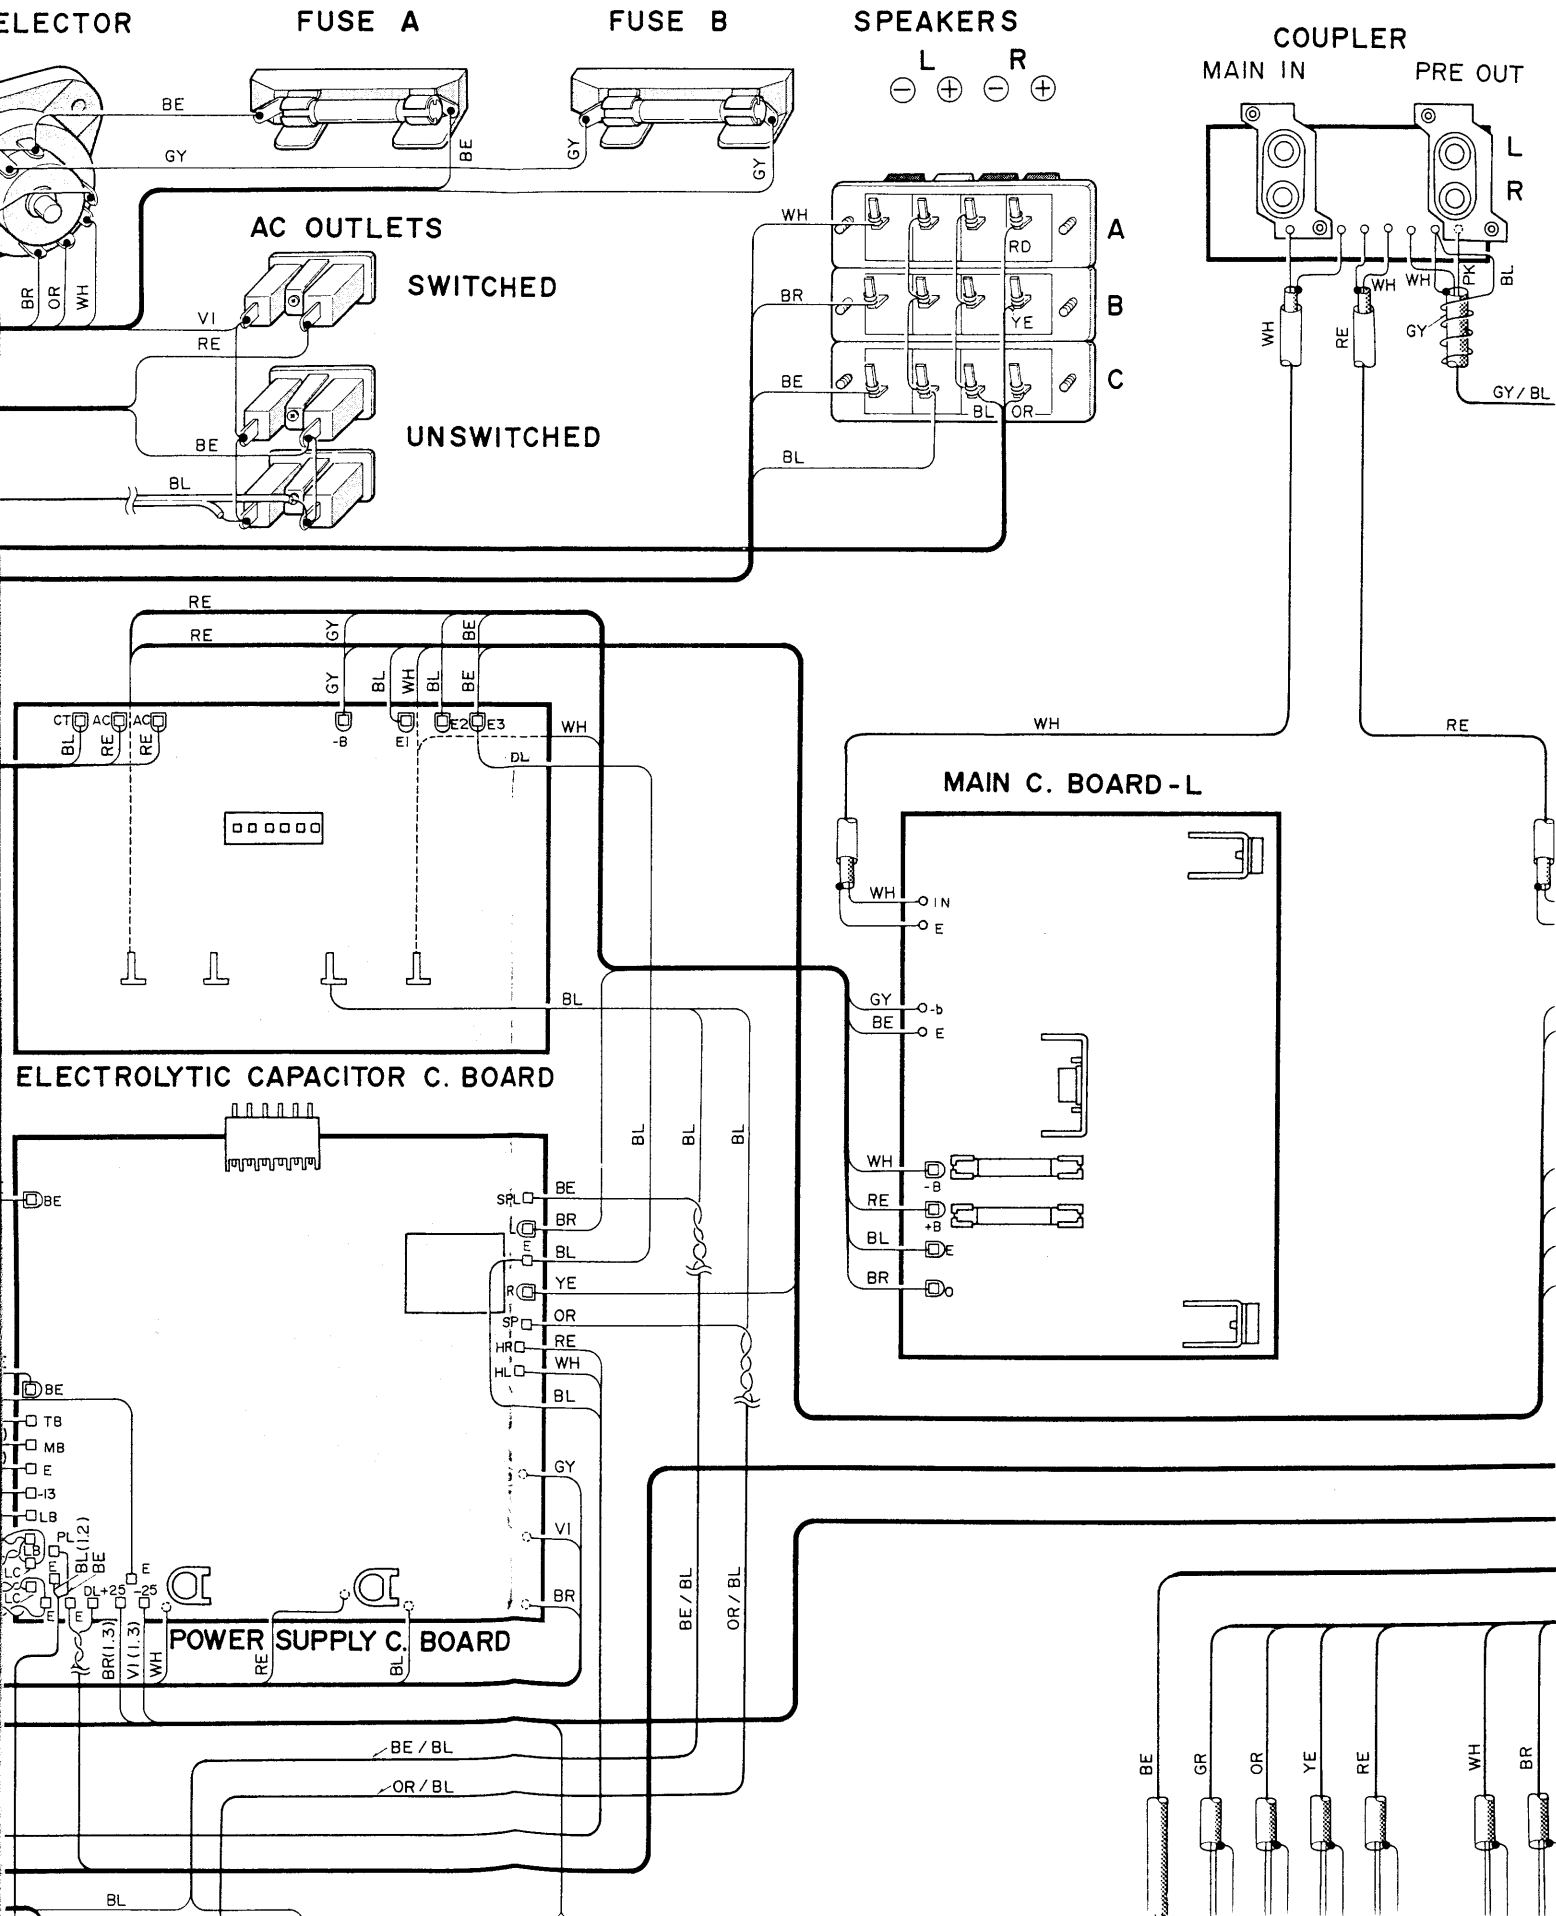 ELECTOR
FUSE A
FUSE B
SPEAKERS
L R
⊖ ⊕ ⊖ ⊕
COUPLER
MAIN IN
PRE OUT
L
R
BE
GY
BE
GY
GY
BR
OR
WH
AC OUTLETS
SWITCHED
VI
RE
UNSWITCHED
BE
BL
WH
RD
A
BR
YE
B
BE
BL
OR
C
BL
WH
WH
PK
BL
WH
RE
GY
GY/BL
RE
RE
GY
BE
GY
BL
WH
BL
BE
CT
AC
AC
BL
RE
RE
-B
E1
E2
E3
WH
DL
WH
RE
MAIN C. BOARD-L
WH
IN
E
GY
-b
BE
E
BL
ELECTROLYTIC CAPACITOR C. BOARD
BL
BL
BL
WH
-B
RE
+B
BL
E
BR
O
BE
SPL
BE
L
BR
E
BL
R
YE
SP
OR
HR
RE
HL
WH
BL
BE
TB
MB
E
-13
LB
GY
VI
BR
PL
BL(1.2)
BE
LB
LC
LC
E
E
E
E
DL
+25
-25
BR(1.3)
VI(1.3)
WH
RE
BL
POWER SUPPLY C. BOARD
BE/BL
OR/BL
BE/BL
OR/BL
BL
BE
GR
OR
YE
RE
WH
BR